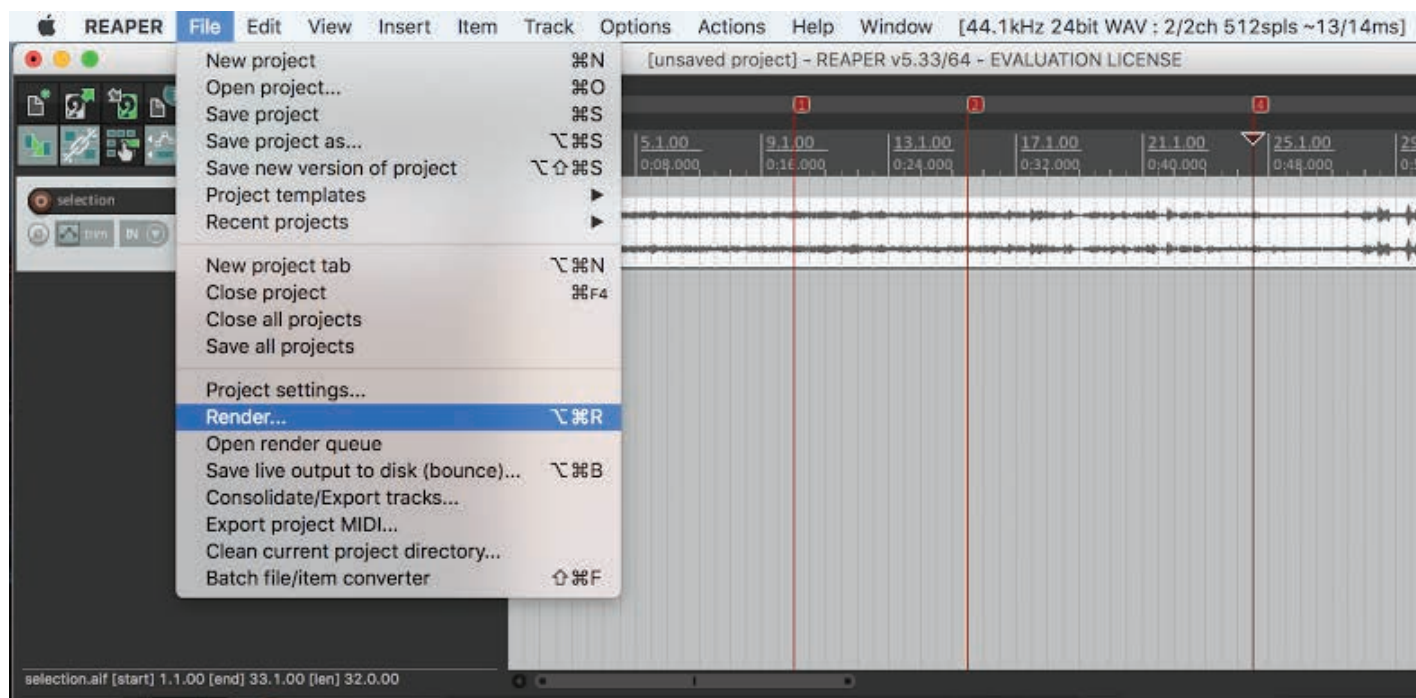 REAPER File Edit View Insert Item Track Options Actions Help Window [44.1kHz 24bit WAV : 2/2ch 512spls ~13/14ms]
[unsaved project] - REAPER v5.33/64 - EVALUATION LICENSE
New project ⌘N
Open project... ⌘O
Save project ⌘S
Save project as... ⌥⌘S
Save new version of project ⌥⇧⌘S
Project templates ▶
Recent projects ▶
New project tab ⌥⌘N
Close project ⌘F4
Close all projects
Save all projects
Project settings...
Render... ⌥⌘R
Open render queue
Save live output to disk (bounce)... ⌥⌘B
Consolidate/Export tracks...
Export project MIDI...
Clean current project directory...
Batch file/item converter ⇧⌘F
1 4
5.1.00 9.1.00 13.1.00 17.1.00 21.1.00 25.1.00
0:08.000 0:16.000 0:24.000 0:32.000 0:40.000 0:48.000
selection
trim IN
selection.aif [start] 1.1.00 [end] 33.1.00 [len] 32.0.00